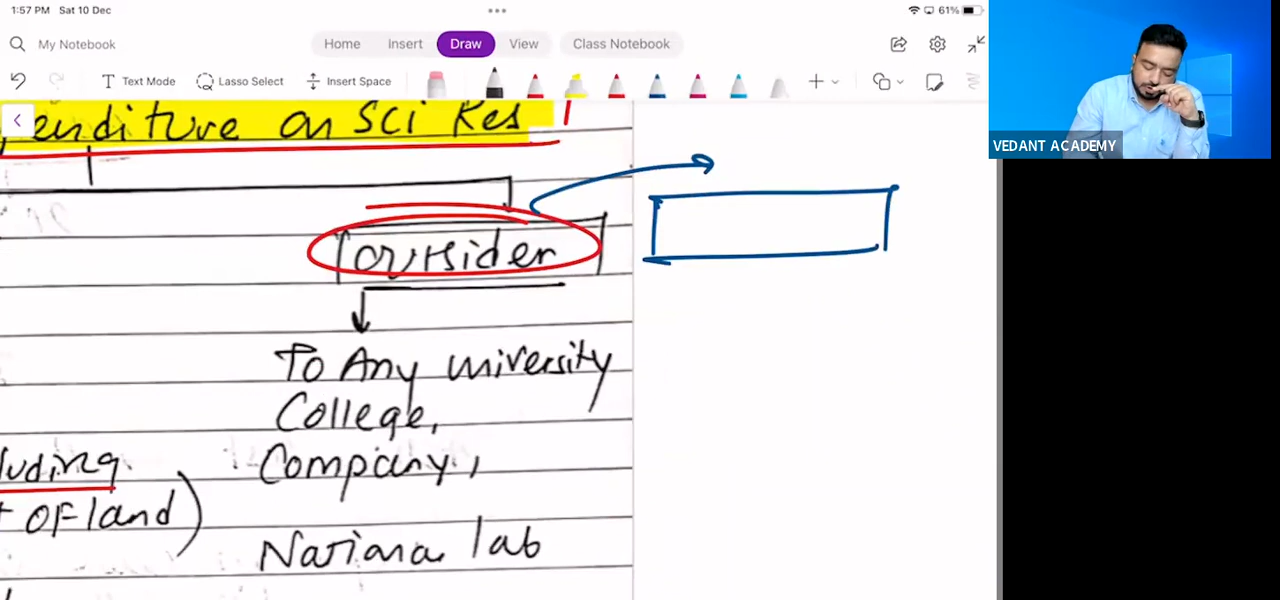 1:57 PM Sat 10 Dec
61%
My Notebook
Home Insert Draw View Class Notebook
Text Mode Lasso Select Insert Space
VEDANT ACADEMY
enditure on Sci Res
outsider
To Any university
College,
luding.
Company,
OF land)
National lab